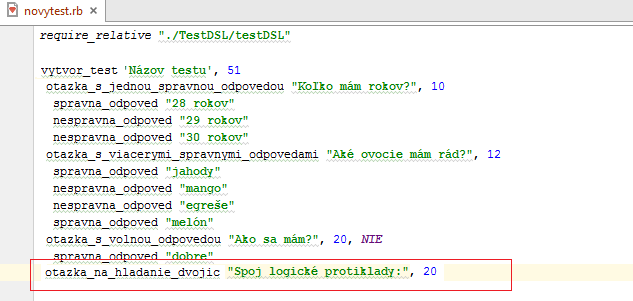 novytest.rb
require_relative "./TestDSL/testDSL"
vytvor_test 'Názov testu', 51
otazka_s_jednou_spravnou_odpovedou "Koľko mám rokov?", 10
spravna_odpoved "28 rokov"
nespravna_odpoved "29 rokov"
nespravna_odpoved "30 rokov"
otazka_s_viacerymi_spravnymi_odpovedami "Aké ovocie mám rád?", 12
spravna_odpoved "jahody"
nespravna_odpoved "mango"
nespravna_odpoved "egreše"
spravna_odpoved "melón"
otazka_s_volnou_odpovedou "Ako sa mám?", 20, NIE
spravna_odpoved "dobre"
otazka_na_hladanie_dvojic "Spoj logické protiklady:", 20